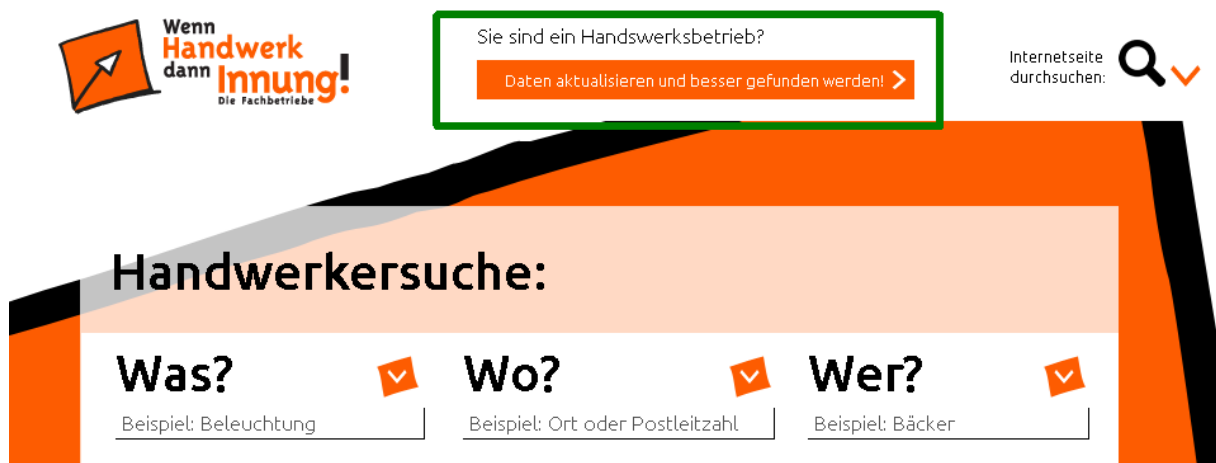 Wenn
Handwerk
dann Innung!
Die Fachbetriebe
Sie sind ein Handswerksbetrieb?
Daten aktualisieren und besser gefunden werden!
Internetseite
durchsuchen:
Handwerkersuche:
Was?
Beispiel: Beleuchtung
Wo?
Beispiel: Ort oder Postleitzahl
Wer?
Beispiel: Bäcker